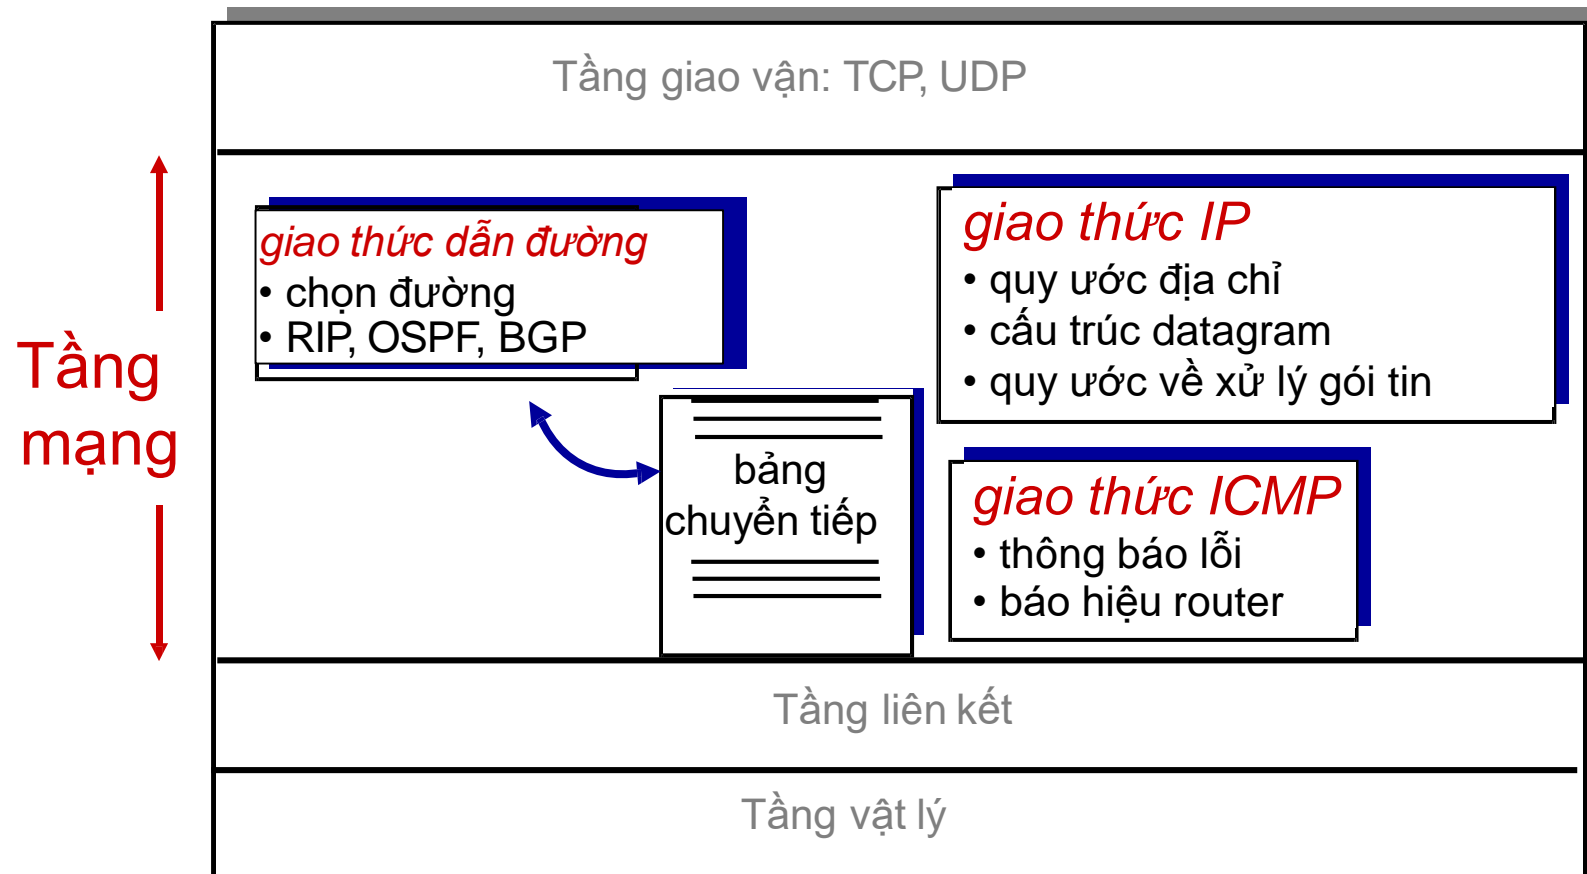 Tầng giao vận: TCP, UDP
Tầng
mạng
giao thức dẫn đường
• chọn đường
• RIP, OSPF, BGP
giao thức IP
• quy ước địa chỉ
• cấu trúc datagram
• quy ước về xử lý gói tin
bảng
chuyển tiếp
giao thức ICMP
• thông báo lỗi
• báo hiệu router
Tầng liên kết
Tầng vật lý